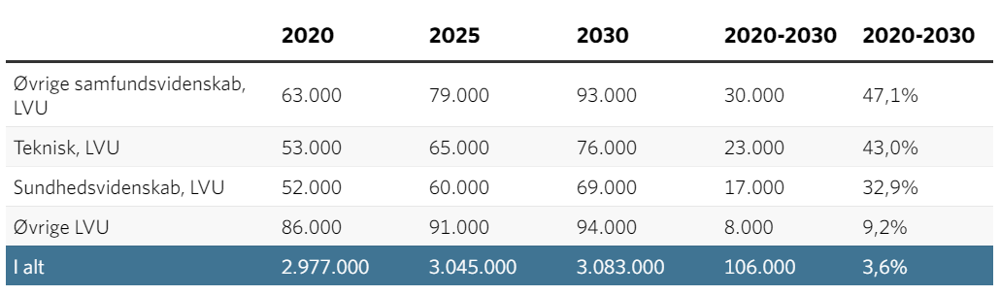 2020 2025 2030 2020-2030 2020-2030
Øvrige samfundsvidenskab,
LVU 63.000 79.000 93.000 30.000 47,1%
Teknisk, LVU 53.000 65.000 76.000 23.000 43,0%
Sundhedsvidenskab, LVU 52.000 60.000 69.000 17.000 32,9%
Øvrige LVU 86.000 91.000 94.000 8.000 9,2%
I alt 2.977.000 3.045.000 3.083.000 106.000 3,6%